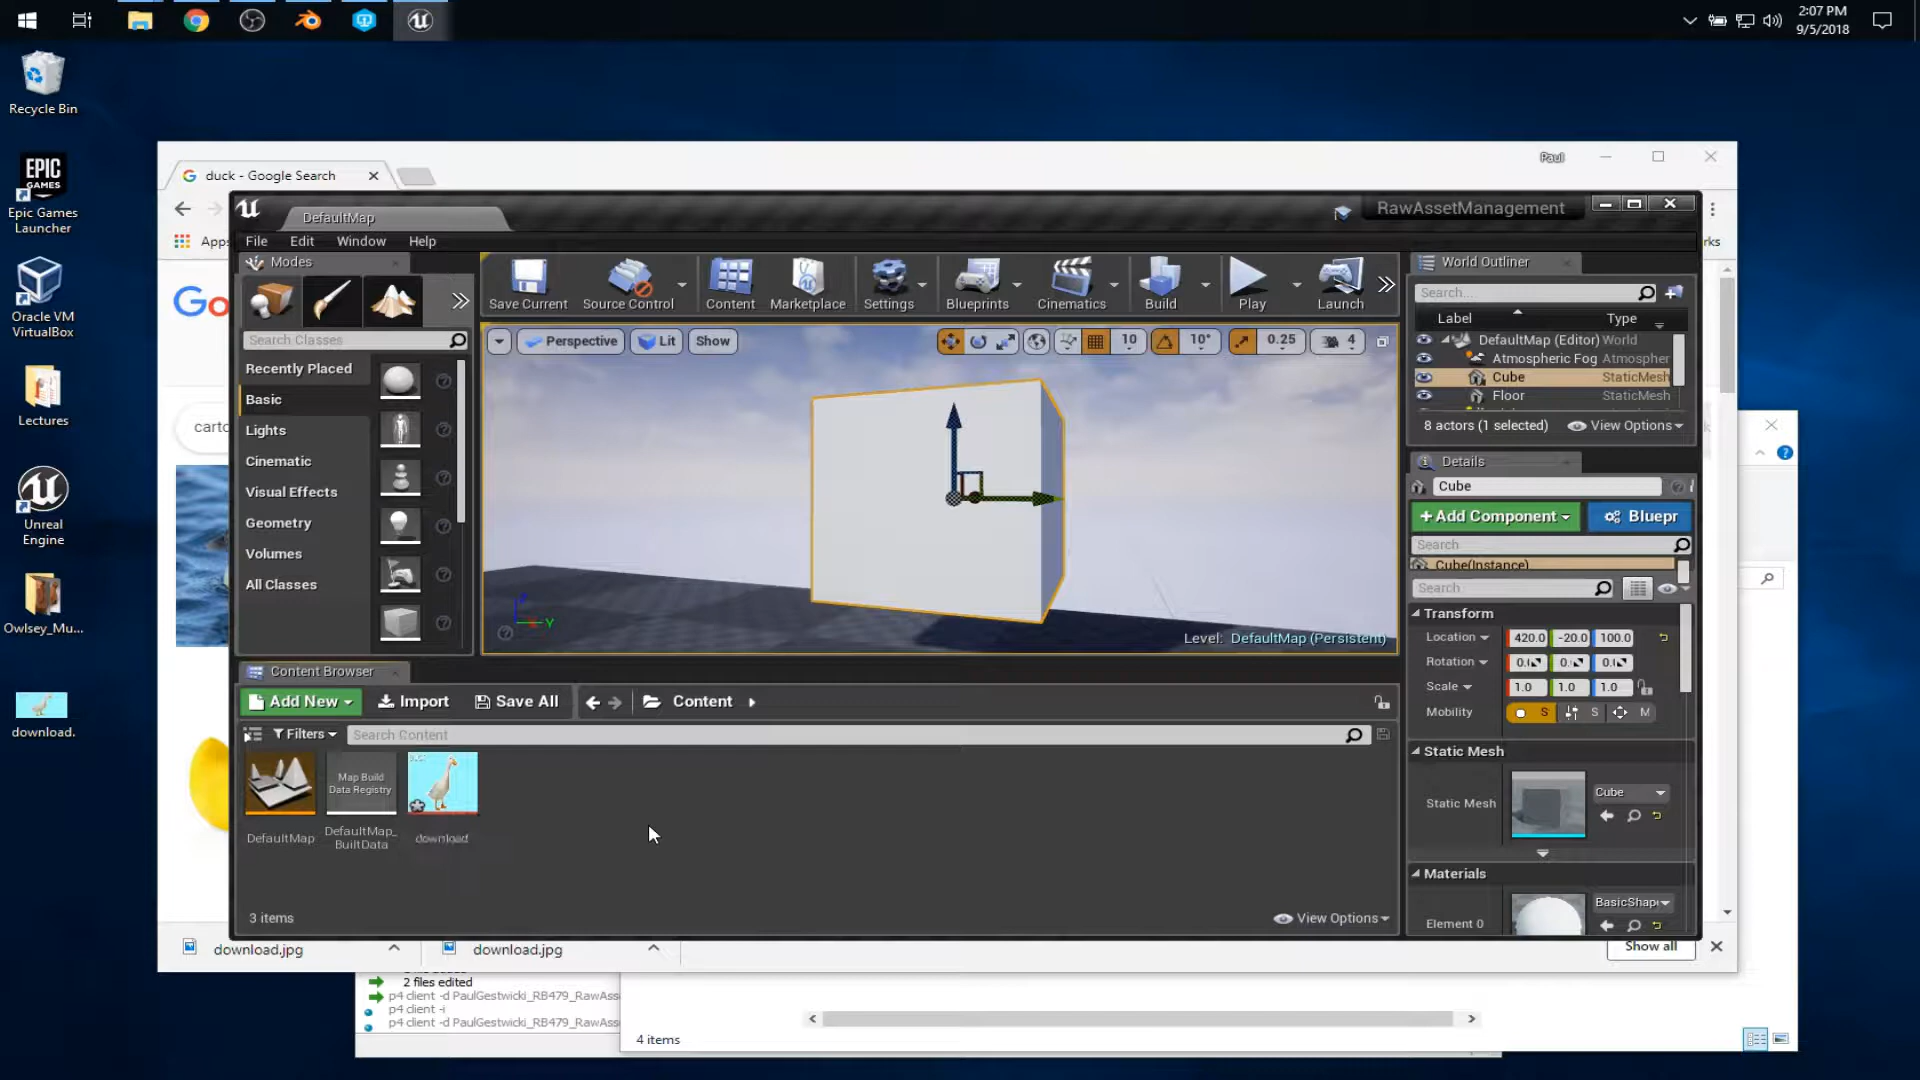 2:07 PM
9/5/2018
Recycle Bin
EPIC
GAMES
Epic Games
Launcher
Oracle VM
VirtualBox
Lectures
Unreal
Engine
Owlsey_Mu...
download.
duck - Google Search
Paul
Apps
rks
Go
carto
DefaultMap
RawAssetManagement
File Edit Window Help
Modes
Search Classes
Recently Placed
Basic
Lights
Cinematic
Visual Effects
Geometry
Volumes
All Classes
Save Current Source Control Content Marketplace Settings Blueprints Cinematics Build Play Launch
Perspective Lit Show 10 10° 0.25 4
Y
Level: DefaultMap (Persistent)
World Outliner
Search...
Label Type
DefaultMap (Editor) World
Atmospheric Fog Atmospher
Cube StaticMesh
Floor StaticMesh
8 actors (1 selected) View Options
Details
Cube
+Add Component Bluepr
Search
Cube(Instance)
Search
Transform
Location 420.0 -20.0 100.0
Rotation
Scale 1.0 1.0 1.0
Mobility S S M
Static Mesh
Static Mesh Cube
Materials
Element 0 BasicShap
Content Browser
Add New Import Save All Content
Filters Search Content
Map Build
Data Registry
DefaultMap
DefaultMap_
BuiltData
download
3 items View Options
download.jpg download.jpg Show all
2 files edited
p4 client -d PaulGestwicki_RB479_RawAss
p4 client -i
p4 client -d PaulGestwicki_RB479_RawAss
4 items